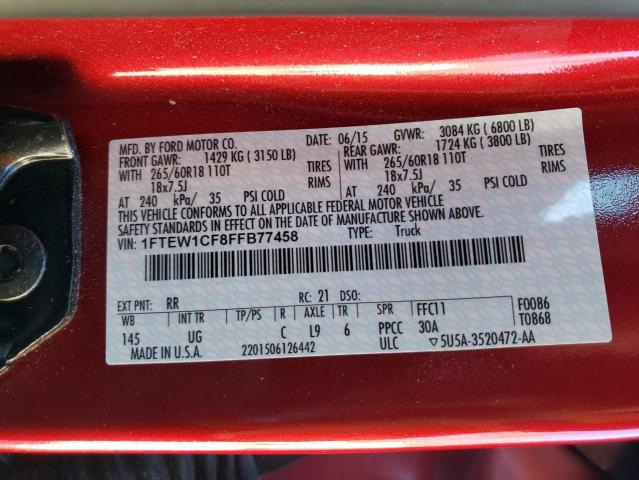 MFD. BY FORD MOTOR CO. DATE: 06/15 GVWR: 3084 KG ( 6800 LB)
FRONT GAWR: 1429 KG ( 3150 LB) REAR GAWR: 1724 KG ( 3800 LB)
WITH 265/60R18 110T TIRES WITH 265/60R18 110T TIRES
18x7.5J RIMS 18x7.5J RIMS
AT 240 kPa/ 35 PSI COLD AT 240 kPa/ 35 PSI COLD
THIS VEHICLE CONFORMS TO ALL APPLICABLE FEDERAL MOTOR VEHICLE
SAFETY AND THEFT PREVENTION STANDARDS IN EFFECT ON THE DATE OF MANUFACTURE SHOWN ABOVE.
VIN: 1FTEW1CF8FFB77458 TYPE: Truck
EXT PNT: RR RC: 21 DSO:
WB INT TR TP/PS R AXLE TR SPR FFC11 F0086
145 UG C L9 6 PPCC 30A T0868
MADE IN U.S.A. 2201506126442 ULC ▽5U5A-3520472-AA